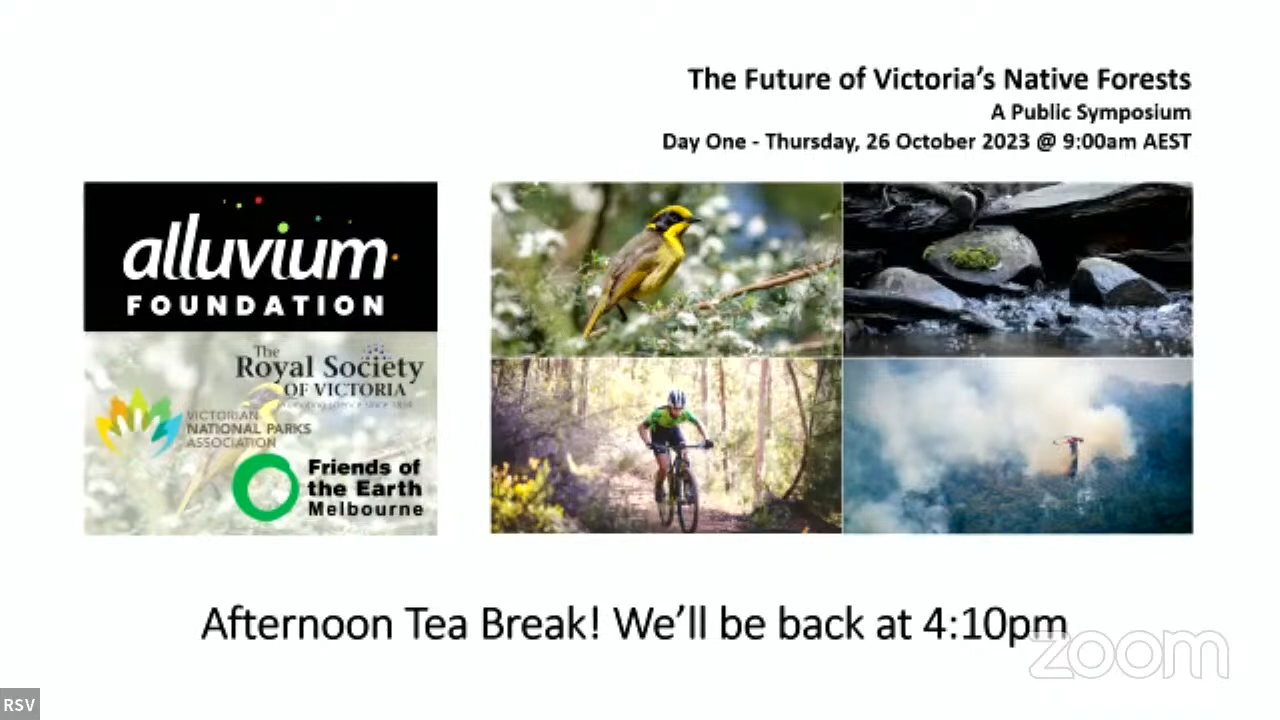 The Future of Victoria's Native Forests
A Public Symposium
Day One - Thursday, 26 October 2023 @ 9:00am AEST
alluvium
FOUNDATION
The
Royal Society
OF VICTORIA
VICTORIAN
NATIONAL PARKS
ASSOCIATION
Friends of
the Earth
Melbourne
Afternoon Tea Break! We'll be back at 4:10pm
zoom
RSV